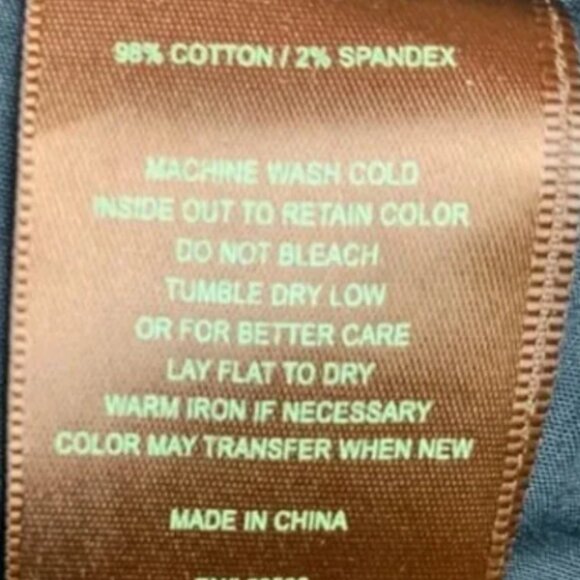 98% COTTON / 2% SPANDEX
MACHINE WASH COLD
INSIDE OUT TO RETAIN COLOR
DO NOT BLEACH
TUMBLE DRY LOW
OR FOR BETTER CARE
LAY FLAT TO DRY
WARM IRON IF NECESSARY
COLOR MAY TRANSFER WHEN NEW
MADE IN CHINA